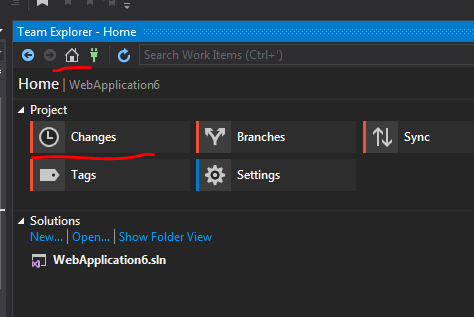 Team Explorer - Home
Search Work Items (Ctrl+')
Home | WebApplication6
Project
Changes
Branches
Sync
Tags
Settings
Solutions
New... | Open... | Show Folder View
WebApplication6.sln